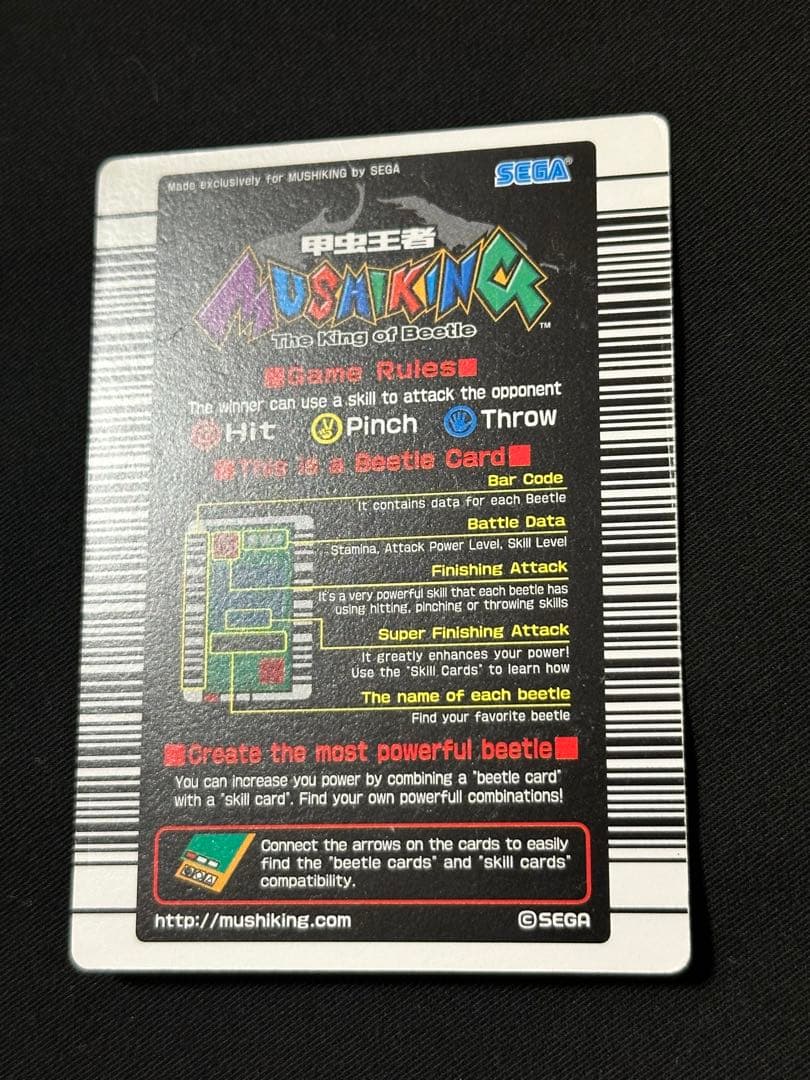 Made exclusively for MUSHIKING by SEGA
SEGA®
甲虫王者
MUSHIKING
The King of Beetle™
Game Rules
The winner can use a skill to attack the opponent
Hit Pinch Throw
This is a Beetle Card
Bar Code
It contains data for each Beetle
Battle Data
Stamina, Attack Power Level, Skill Level
Finishing Attack
It's a very powerful skill that each beetle has
using hitting, pinching or throwing skills
Super Finishing Attack
It greatly enhances your power!
Use the "Skill Cards" to learn how
The name of each beetle
Find your favorite beetle
Create the most powerful beetle
You can increase you power by combining a "beetle card"
with a "skill card". Find your own powerfull combinations!
Connect the arrows on the cards to easily
find the "beetle cards" and "skill cards"
compatibility.
http://mushiking.com
©SEGA